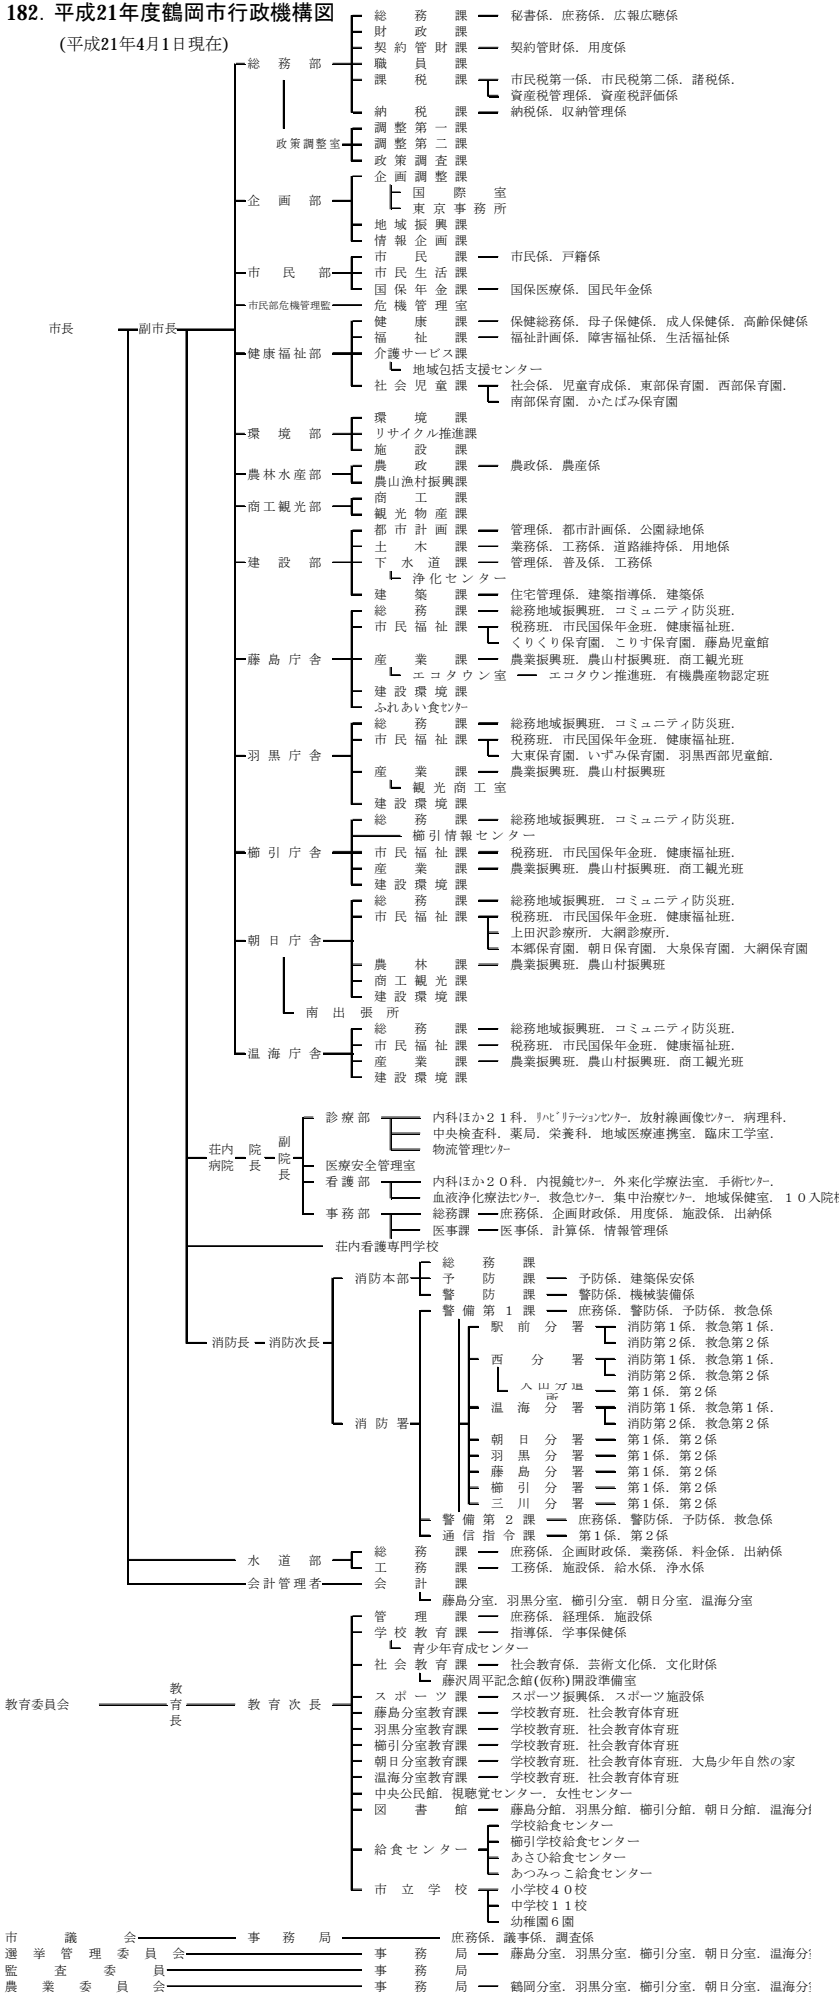 182. 平成21年度鶴岡市行政機構図
(平成21年4月1日現在)
総務課 秘書係. 庶務係. 広報広聴係
財政課
契約管財課 契約管財係. 用度係
総務部 職員課
課税課 市民税第一係. 市民税第二係. 諸税係.
資産税管理係. 資産税評価係
納税課 納税係. 収納管理係
調整第一課
政策調整室 調整第二課
政策調査課
企画調整課
国際室
企画部 東京事務所
地域振興課
情報企画課
市民課 市民係. 戸籍係
市民部 市民生活課
国保年金課 国保医療係. 国民年金係
市民部危機管理監 危機管理室
市長 副市長 健康課 保健総務係. 母子保健係. 成人保健係. 高齢保健係
福祉課 福祉計画係. 障害福祉係. 生活福祉係
健康福祉部 介護サービス課
地域包括支援センター
社会児童課 社会係. 児童育成係. 東部保育園. 西部保育園.
南部保育園. かたばみ保育園
環境課
環境部 リサイクル推進課
施設課
農林水産部 農政課 農政係. 農産係
農山漁村振興課
商工観光部 商工課
観光物産課
都市計画課 管理係. 都市計画係. 公園緑地係
土木課 業務係. 工務係. 道路維持係. 用地係
建設部 下水道課 管理係. 普及係. 工務係
浄化センター
建築課 住宅管理係. 建築指導係. 建築係
総務課 総務地域振興班. コミュニティ防災班.
市民福祉課 税務班. 市民国保年金班. 健康福祉班.
くりくり保育園. こりす保育園. 藤島児童館
藤島庁舎 産業課 農業振興班. 農山村振興班. 商工観光班
エコタウン室 エコタウン推進班. 有機農産物認定班
建設環境課
ふれあい食センター
総務課 総務地域振興班. コミュニティ防災班.
市民福祉課 税務班. 市民国保年金班. 健康福祉班.
羽黒庁舎 大東保育園. いずみ保育園. 羽黒西部児童館.
産業課 農業振興班. 農山村振興班
観光商工室
建設環境課
総務課 総務地域振興班. コミュニティ防災班.
櫛引情報センター
櫛引庁舎 市民福祉課 税務班. 市民国保年金班. 健康福祉班.
産業課 農業振興班. 農山村振興班. 商工観光班
建設環境課
総務課 総務地域振興班. コミュニティ防災班.
市民福祉課 税務班. 市民国保年金班. 健康福祉班.
上田沢診療所. 大網診療所.
朝日庁舎 本郷保育園. 朝日保育園. 大泉保育園. 大網保育園
農林課 農業振興班. 農山村振興班
商工観光課
建設環境課
南出張所
総務課 総務地域振興班. コミュニティ防災班.
市民福祉課 税務班. 市民国保年金班. 健康福祉班.
温海庁舎 産業課 農業振興班. 農山村振興班. 商工観光班
建設環境課
診療部 内科ほか21科. リハビリテーションセンター. 放射線画像センター. 病理科.
中央検査科. 薬局. 栄養科. 地域医療連携室. 臨床工学室.
物流管理センター
荘内病院 院長 副院長 医療安全管理室
看護部 内科ほか20科. 内視鏡センター. 外来化学療法室. 手術センター.
血液浄化療法センター. 救急センター. 集中治療センター. 地域保健室. 10入院
事務部 総務課 庶務係. 企画財政係. 用度係. 施設係. 出納係
医事課 医事係. 計算係. 情報管理係
荘内看護専門学校
総務課
消防本部 予防課 予防係. 建築保安係
警防課 警防係. 機械装備係
警備第1課 庶務係. 警防係. 予防係. 救急係
駅前分署 消防第1係. 救急第1係.
消防長 消防次長 消防第2係. 救急第2係
西分署 消防第1係. 救急第1係.
消防第2係. 救急第2係
第1係. 第2係
温海分署 消防第1係. 救急第1係.
消防署 消防第2係. 救急第2係
朝日分署 第1係. 第2係
羽黒分署 第1係. 第2係
藤島分署 第1係. 第2係
櫛引分署 第1係. 第2係
三川分署 第1係. 第2係
警備第2課 庶務係. 警防係. 予防係. 救急係
通信指令課 第1係. 第2係
水道部 総務課 庶務係. 企画財政係. 業務係. 料金係. 出納係
工務課 工務係. 施設係. 給水係. 浄水係
会計管理者 会計課
藤島分室. 羽黒分室. 櫛引分室. 朝日分室. 温海分室
管理課 庶務係. 経理係. 施設係
学校教育課 指導係. 学事保健係
青少年育成センター
社会教育課 社会教育係. 芸術文化係. 文化財係
藤沢周平記念館(仮称)開設準備室
スポーツ課 スポーツ振興係. スポーツ施設係
教育委員会 教育長 教育次長 藤島分室教育課 学校教育班. 社会教育体育班
羽黒分室教育課 学校教育班. 社会教育体育班
櫛引分室教育課 学校教育班. 社会教育体育班
朝日分室教育課 学校教育班. 社会教育体育班. 大鳥少年自然の家
温海分室教育課 学校教育班. 社会教育体育班
中央公民館. 視聴覚センター. 女性センター
図書館 藤島分館. 羽黒分館. 櫛引分館. 朝日分館. 温海分
学校給食センター
櫛引学校給食センター
給食センター あさひ給食センター
あつみっこ給食センター
市立学校 小学校40校
中学校11校
幼稚園6園
市議会 事務局 庶務係. 議事係. 調査係
選挙管理委員会 事務局 藤島分室. 羽黒分室. 櫛引分室. 朝日分室. 温海分
監査委員 事務局
農業委員会 事務局 鶴岡分室. 羽黒分室. 櫛引分室. 朝日分室. 温海分